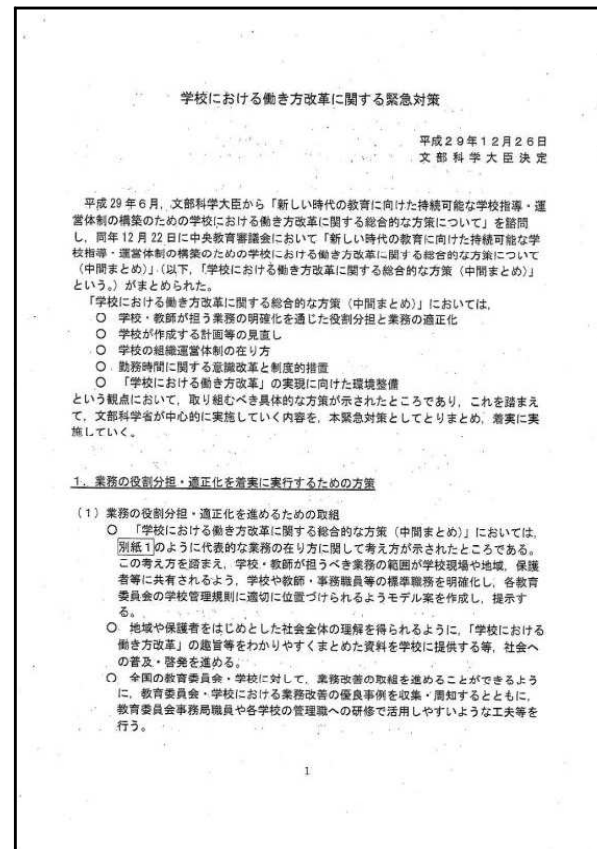 学校における働き方改革に関する緊急対策
平成29年12月26日
文部科学大臣決定
平成29年6月，文部科学大臣から「新しい時代の教育に向けた持続可能な学校指導・運
営体制の構築のための学校における働き方改革に関する総合的な方策について」を諮問
し，同年12月22日に中央教育審議会において「新しい時代の教育に向けた持続可能な学
校指導・運営体制の構築のための学校における働き方改革に関する総合的な方策について
（中間まとめ）」（以下，「学校における働き方改革に関する総合的な方策（中間まとめ）」
という。）がまとめられた。
「学校における働き方改革に関する総合的な方策（中間まとめ）」においては，
○ 学校・教師が担う業務の明確化を通じた役割分担と業務の適正化
○ 学校が作成する計画等の見直し
○ 学校の組織運営体制の在り方
○ 勤務時間に関する意識改革と制度的措置
○ 「学校における働き方改革」の実現に向けた環境整備
という観点において，取り組むべき具体的な方策が示されたところであり，これを踏まえ
て，文部科学省が中心的に実施していく内容を，本緊急対策としてとりまとめ，着実に実
施していく。
１．業務の役割分担・適正化を着実に実行するための方策
（１）業務の役割分担・適正化を進めるための取組
○ 「学校における働き方改革に関する総合的な方策（中間まとめ）」においては，
別紙１のように代表的な業務の在り方に関して考え方が示されたところである。
この考え方を踏まえ，学校・教師が担うべき業務の範囲が学校現場や地域，保護
者等に共有されるよう，学校や教師・事務職員等の標準職務を明確化し，各教育
委員会の学校管理規則に適切に位置づけられるようモデル案を作成し，提示す
る。
○ 地域や保護者をはじめとした社会全体の理解を得られるように，「学校における
働き方改革」の趣旨等をわかりやすくまとめた資料を学校に提供する等，社会へ
の普及・啓発を進める。
○ 全国の教育委員会・学校に対して，業務改善の取組を進めることができるよう
に，教育委員会・学校における業務改善の優良事例を収集・周知するとともに，
教育委員会事務局職員や各学校の管理職への研修で活用しやすいような工夫等を
行う。
1